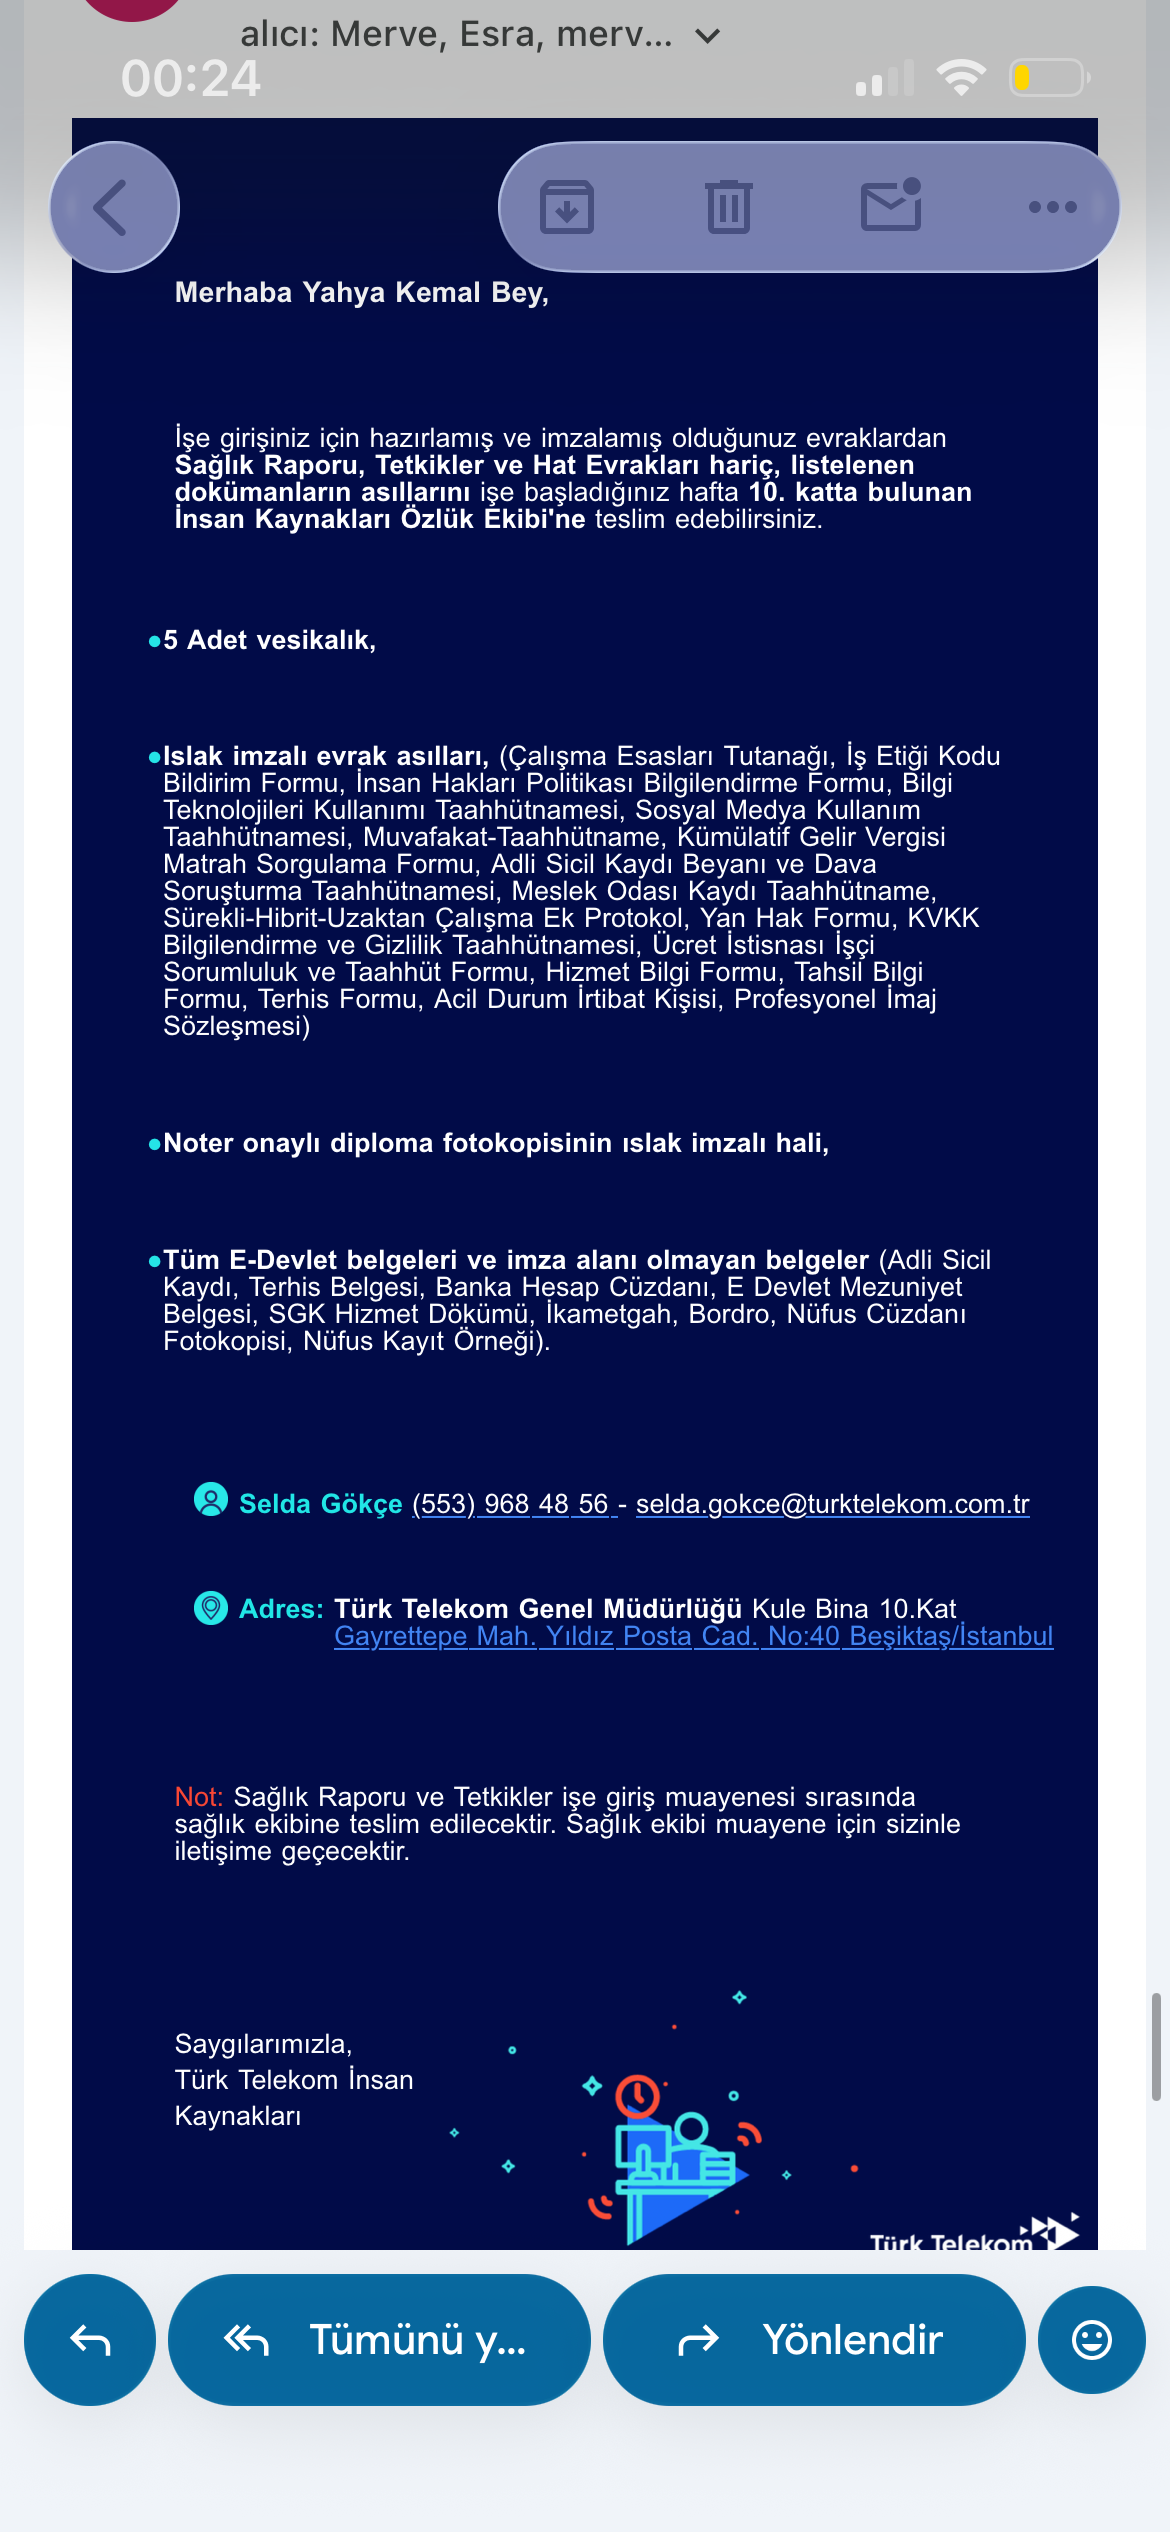 alıcı: Merve, Esra, merv...
00:24
Merhaba Yahya Kemal Bey,
İşe girişiniz için hazırlamış ve imzalamış olduğunuz evraklardan
Sağlık Raporu, Tetkikler ve Hat Evrakları hariç, listelenen
dokümanların asıllarını işe başladığınız hafta 10. katta bulunan
İnsan Kaynakları Özlük Ekibi'ne teslim edebilirsiniz.
●5 Adet vesikalık,
●Islak imzalı evrak asılları, (Çalışma Esasları Tutanağı, İş Etiği Kodu
Bildirim Formu, İnsan Hakları Politikası Bilgilendirme Formu, Bilgi
Teknolojileri Kullanımı Taahhütnamesi, Sosyal Medya Kullanım
Taahhütnamesi, Muvafakat-Taahhütname, Kümülatif Gelir Vergisi
Matrah Sorgulama Formu, Adli Sicil Kaydı Beyanı ve Dava
Soruşturma Taahhütnamesi, Meslek Odası Kaydı Taahhütname,
Sürekli-Hibrit-Uzaktan Çalışma Ek Protokol, Yan Hak Formu, KVKK
Bilgilendirme ve Gizlilik Taahhütnamesi, Ücret İstisnası İşçi
Sorumluluk ve Taahhüt Formu, Hizmet Bilgi Formu, Tahsil Bilgi
Formu, Terhis Formu, Acil Durum İrtibat Kişisi, Profesyonel İmaj
Sözleşmesi)
●Noter onaylı diploma fotokopisinin ıslak imzalı hali,
●Tüm E-Devlet belgeleri ve imza alanı olmayan belgeler (Adli Sicil
Kaydı, Terhis Belgesi, Banka Hesap Cüzdanı, E Devlet Mezuniyet
Belgesi, SGK Hizmet Dökümü, İkametgah, Bordro, Nüfus Cüzdanı
Fotokopisi, Nüfus Kayıt Örneği).
Selda Gökçe (553) 968 48 56 - selda.gokce@turktelekom.com.tr
Adres: Türk Telekom Genel Müdürlüğü Kule Bina 10.Kat
Gayrettepe Mah. Yıldız Posta Cad. No:40 Beşiktaş/İstanbul
Not: Sağlık Raporu ve Tetkikler işe giriş muayenesi sırasında
sağlık ekibine teslim edilecektir. Sağlık ekibi muayene için sizinle
iletişime geçecektir.
Saygılarımızla,
Türk Telekom İnsan
Kaynakları
Türk Telekom
Tümünü y...
Yönlendir